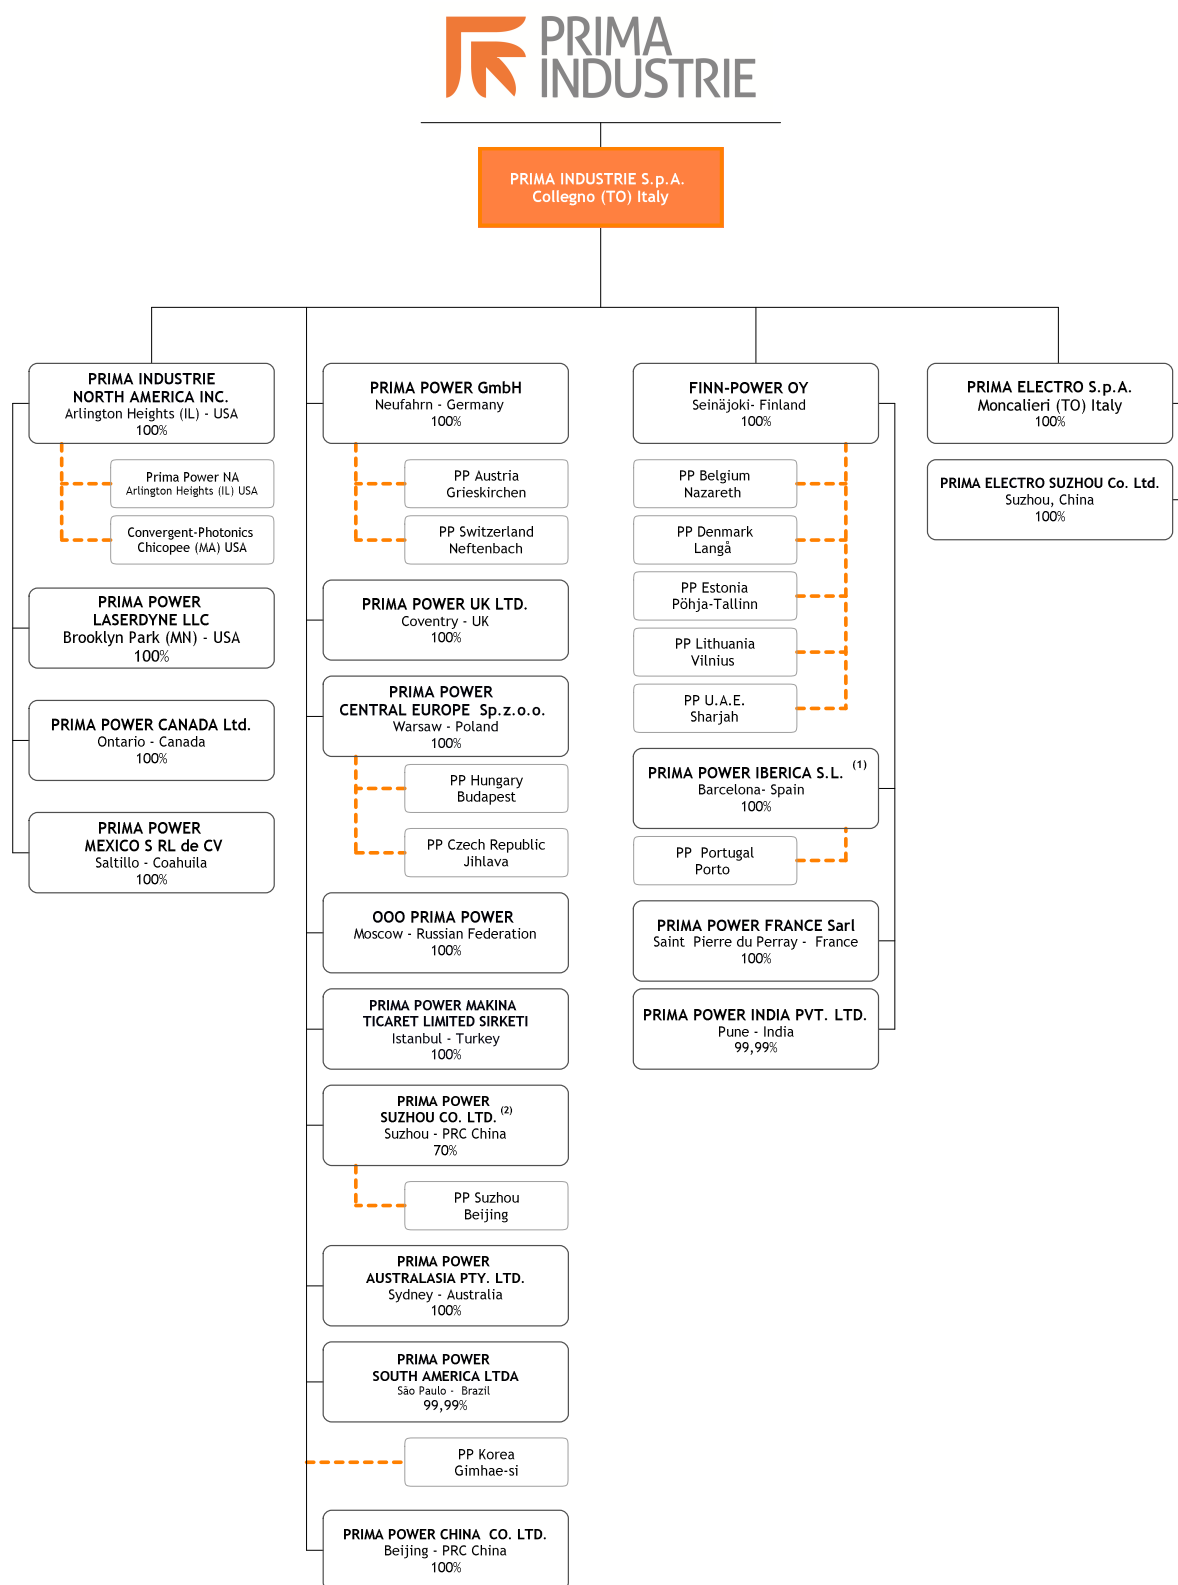 PRIMA
INDUSTRIE
PRIMA INDUSTRIE S.p.A.
Collegno (TO) Italy
PRIMA INDUSTRIE
NORTH AMERICA INC.
Arlington Heights (IL) - USA
100%
Prima Power NA
Arlington Heights (IL) USA
Convergent-Photonics
Chicopee (MA) USA
PRIMA POWER
LASERDYNE LLC
Brooklyn Park (MN) - USA
100%
PRIMA POWER CANADA Ltd.
Ontario - Canada
100%
PRIMA POWER
MEXICO S RL de CV
Saltillo - Coahuila
100%
PRIMA POWER GmbH
Neufahrn - Germany
100%
PP Austria
Grieskirchen
PP Switzerland
Neftenbach
PRIMA POWER UK LTD.
Coventry - UK
100%
PRIMA POWER
CENTRAL EUROPE Sp.z.o.o.
Warsaw - Poland
100%
PP Hungary
Budapest
PP Czech Republic
Jihlava
OOO PRIMA POWER
Moscow - Russian Federation
100%
PRIMA POWER MAKINA
TICARET LIMITED SIRKETI
Istanbul - Turkey
100%
PRIMA POWER
SUZHOU CO. LTD. (2)
Suzhou - PRC China
70%
PP Suzhou
Beijing
PRIMA POWER
AUSTRALASIA PTY. LTD.
Sydney - Australia
100%
PRIMA POWER
SOUTH AMERICA LTDA
São Paulo - Brazil
99,99%
PP Korea
Gimhae-si
PRIMA POWER CHINA CO. LTD.
Beijing - PRC China
100%
FINN-POWER OY
Seinäjoki- Finland
100%
PP Belgium
Nazareth
PP Denmark
Langå
PP Estonia
Pöhja-Tallinn
PP Lithuania
Vilnius
PP U.A.E.
Sharjah
PRIMA POWER IBERICA S.L. (1)
Barcelona- Spain
100%
PP Portugal
Porto
PRIMA POWER FRANCE Sarl
Saint Pierre du Perray - France
100%
PRIMA POWER INDIA PVT. LTD.
Pune - India
99,99%
PRIMA ELECTRO S.p.A.
Moncalieri (TO) Italy
100%
PRIMA ELECTRO SUZHOU Co. Ltd.
Suzhou, China
100%